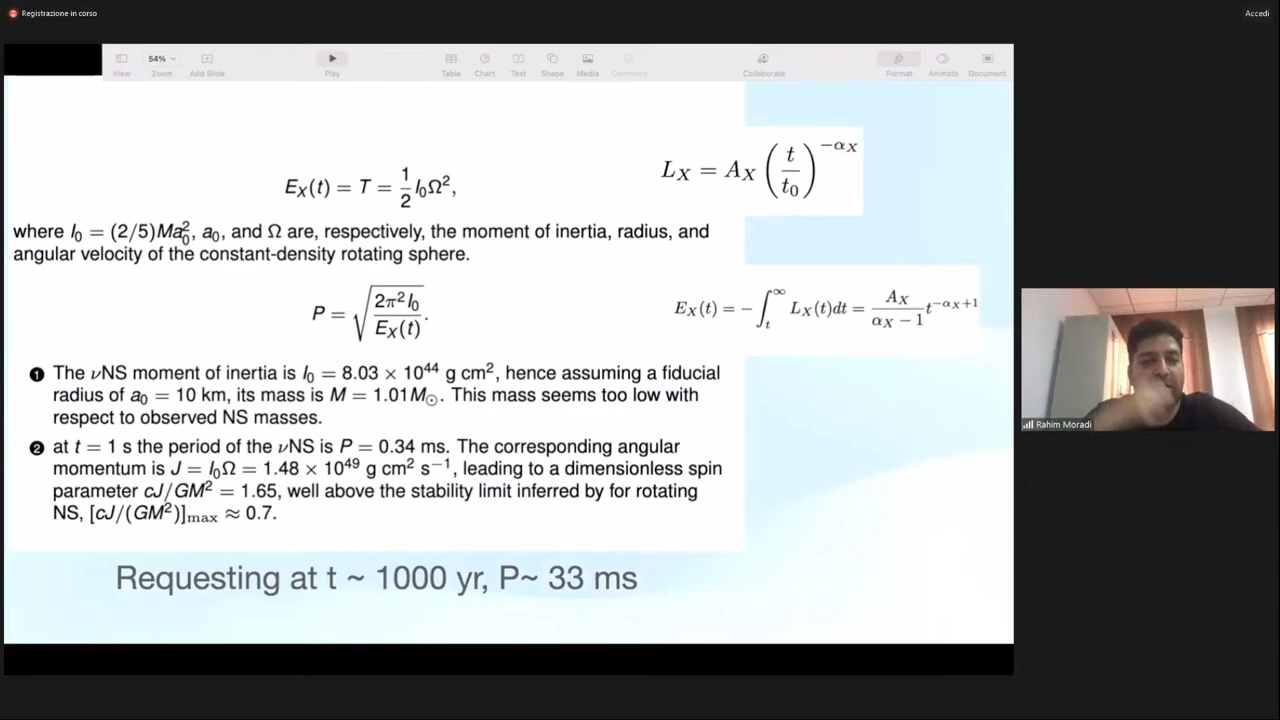 Registrazione in corso
Accedi
54%
View
Zoom
Add Slide
Play
Table
Chart
Text
Shape
Media
Comment
Collaborate
Format
Animate
Document
E_X(t) = T = 1/2 I_0Ω^2,
L_X = A_X (t/t_0)^{-α_X}
where I_0 = (2/5)Ma_0^2, a_0, and Ω are, respectively, the moment of inertia, radius, and
angular velocity of the constant-density rotating sphere.
P = √(2π^2 I_0 / E_X(t)).
E_X(t) = −∫_t^∞ L_X(t)dt = A_X/(α_X − 1) t^{-α_X+1}
1 The νNS moment of inertia is I_0 = 8.03 × 10^44 g cm^2, hence assuming a fiducial
radius of a_0 = 10 km, its mass is M = 1.01M_⊙. This mass seems too low with
respect to observed NS masses.
2 at t = 1 s the period of the νNS is P = 0.34 ms. The corresponding angular
momentum is J = I_0Ω = 1.48 × 10^49 g cm^2 s^−1, leading to a dimensionless spin
parameter cJ/GM^2 = 1.65, well above the stability limit inferred by for rotating
NS, [cJ/(GM^2)]_max ≈ 0.7.
Requesting at t ~ 1000 yr, P~ 33 ms
Rahim Moradi